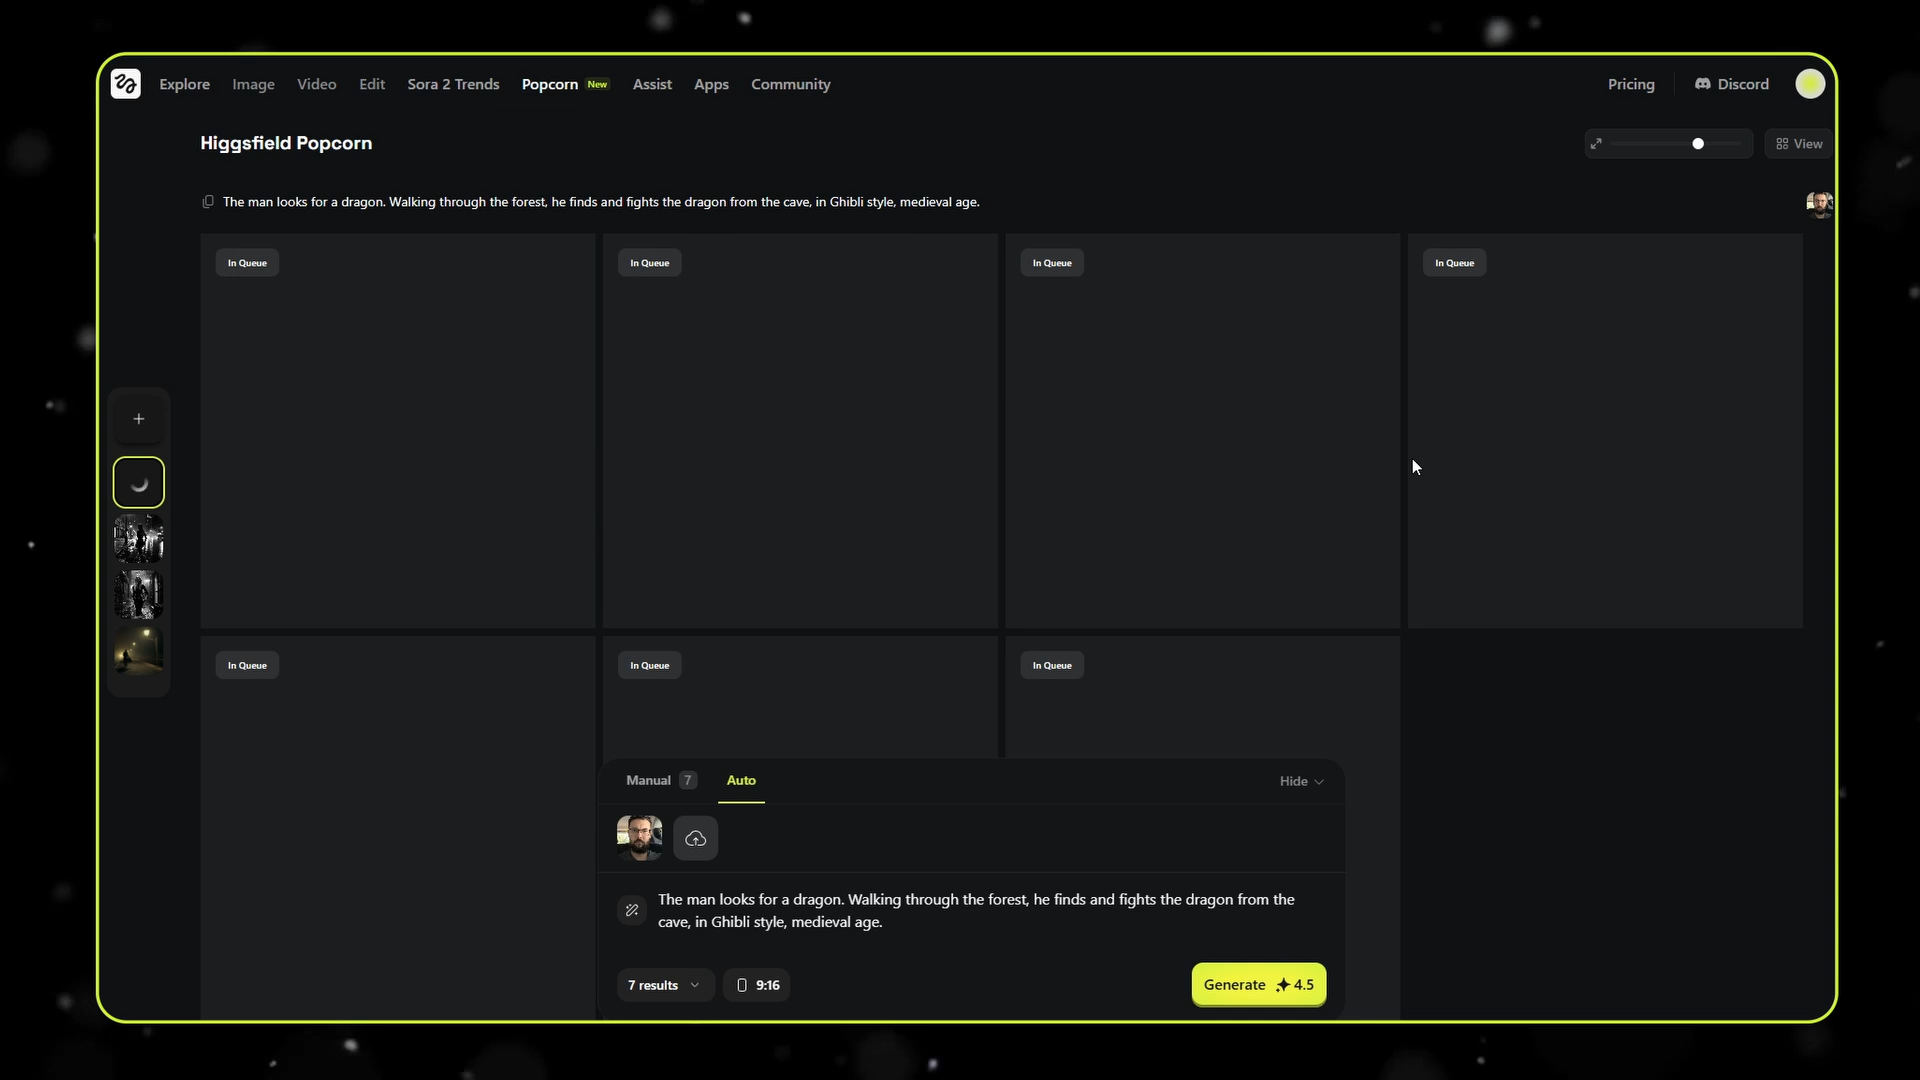 Explore Image Video Edit Sora 2 Trends Popcorn New Assist Apps Community Pricing Discord
Higgsfield Popcorn
View
The man looks for a dragon. Walking through the forest, he finds and fights the dragon from the cave, in Ghibli style, medieval age.
In Queue In Queue In Queue In Queue
In Queue In Queue In Queue
Manual 7 Auto Hide
The man looks for a dragon. Walking through the forest, he finds and fights the dragon from the
cave, in Ghibli style, medieval age.
7 results 9:16 Generate 4.5